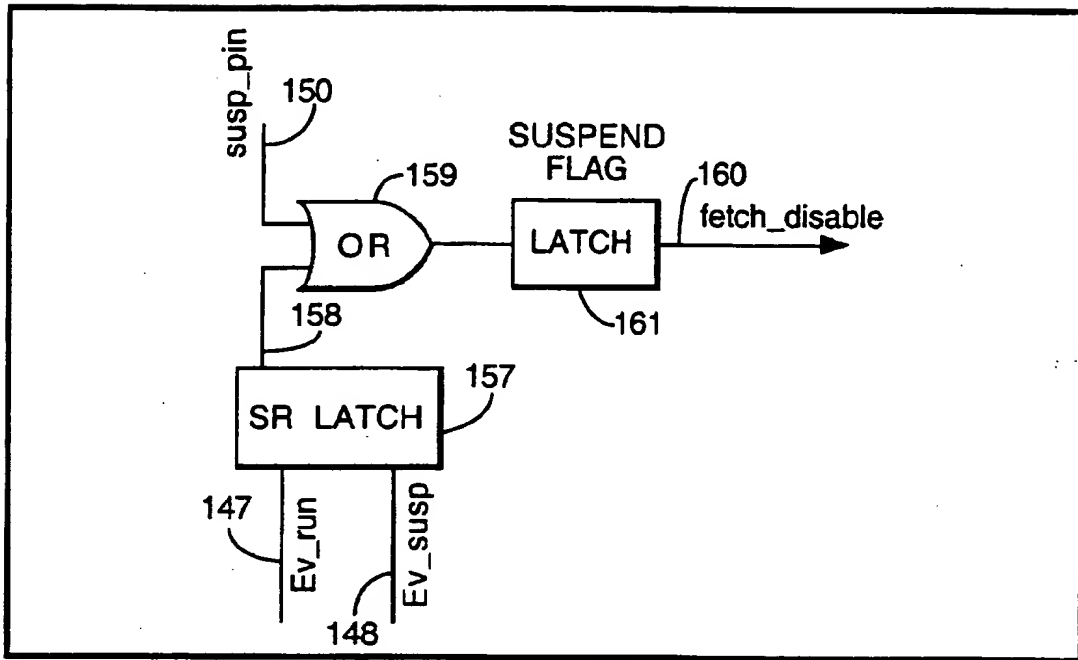 susp_pin
150
159
OR
SUSPEND
FLAG
LATCH
161
160
fetch_disable
158
SR LATCH
157
147
Ev_run
Ev_susp
148